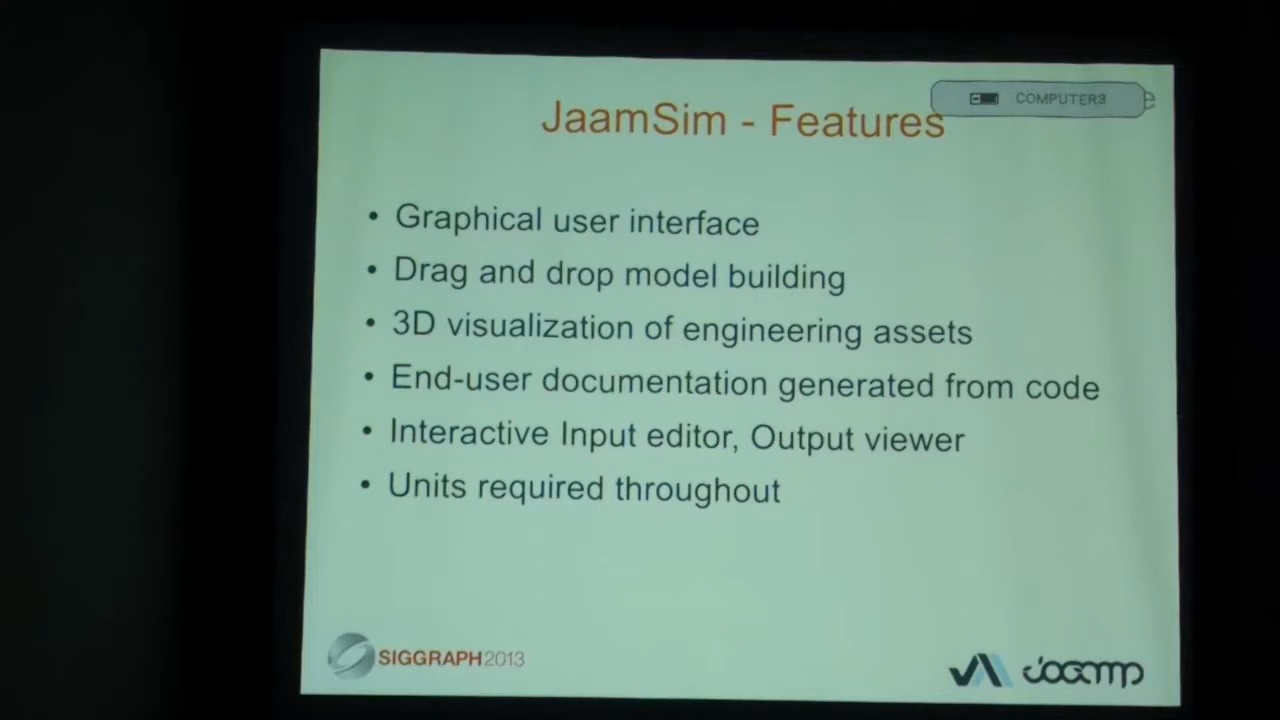 COMPUTER3
JaamSim - Features
• Graphical user interface
• Drag and drop model building
• 3D visualization of engineering assets
• End-user documentation generated from code
• Interactive Input editor, Output viewer
• Units required throughout
SIGGRAPH2013
jogamp